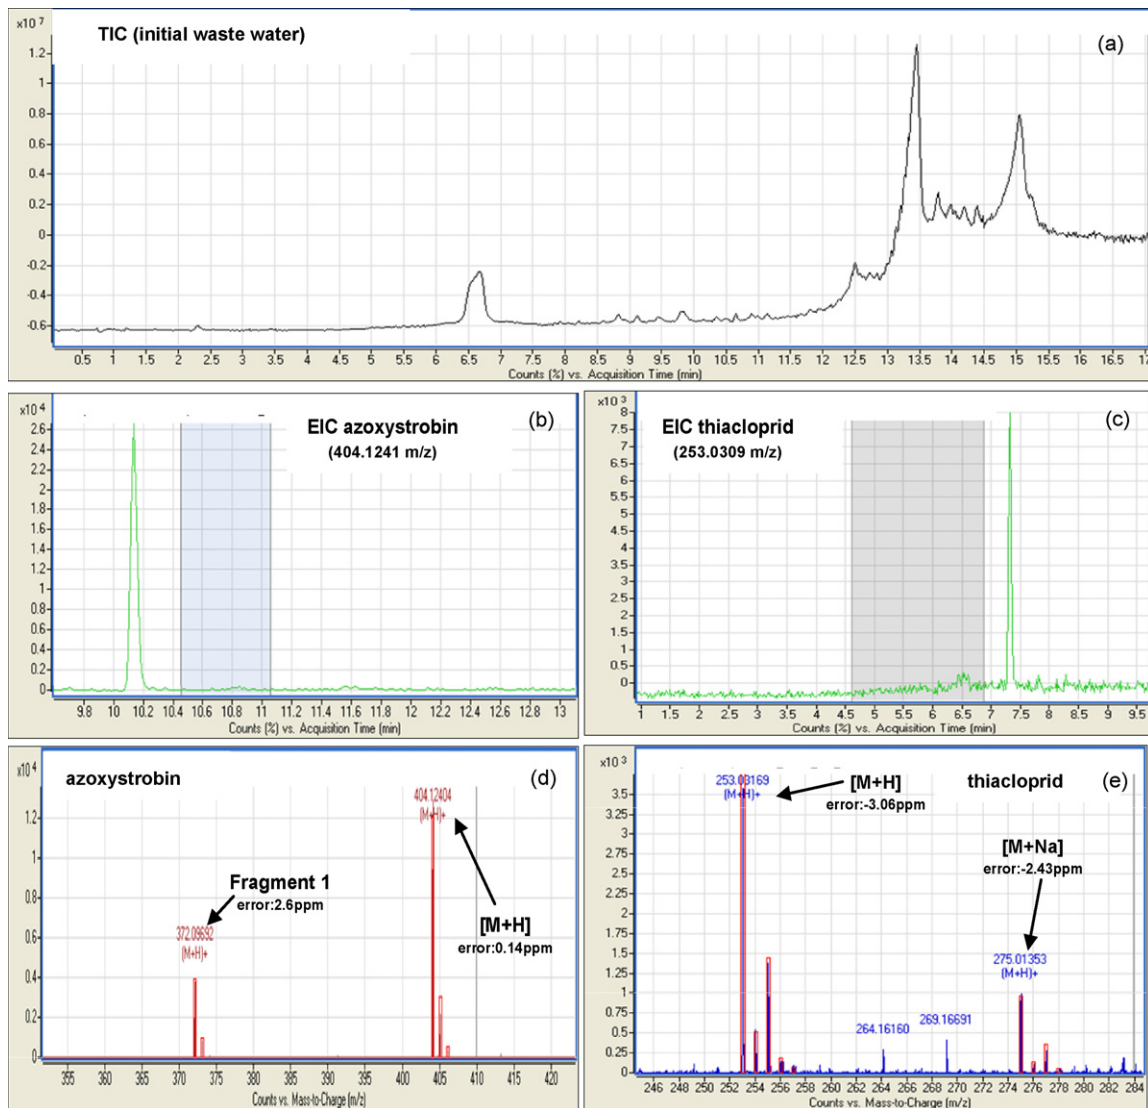 x10 7
TIC (initial waste water)
(a)
1.2
1
0.8
0.6
0.4
0.2
0
-0.2
-0.4
-0.6
0.5 1 1.5 2 2.5 3 3.5 4 4.5 5 5.5 6 6.5 7 7.5 8 8.5 9 9.5 10 10.5 11 11.5 12 12.5 13 13.5 14 14.5 15 15.5 16 16.5 17
Counts (%) vs. Acquisition Time (min)
x10 4
EIC azoxystrobin
(404.1241 m/z)
(b)
2.6
2.4
2.2
2
1.8
1.6
1.4
1.2
1
0.8
0.6
0.4
0.2
0
9.8 10 10.2 10.4 10.6 10.8 11 11.2 11.4 11.6 11.8 12 12.2 12.4 12.6 12.8 13
Counts (%) vs. Acquisition Time (min)
x10 3
EIC thiacloprid
(253.0309 m/z)
(c)
8
7.5
7
6.5
6
5.5
5
4.5
4
3.5
3
2.5
2
1.5
1
0.5
0
1 1.5 2 2.5 3 3.5 4 4.5 5 5.5 6 6.5 7 7.5 8 8.5 9 9.5
Counts (%) vs. Acquisition Time (min)
x10 4
azoxystrobin
(d)
404.12404
(M+H)+
1.2
1
0.8
0.6
0.4
0.2
0
Fragment 1
error:2.6ppm
372.09692
(M+H)+
[M+H]
error:0.14ppm
355 360 365 370 375 380 385 390 395 400 405 410 415 420
Counts vs. Mass-to-Charge (m/z)
x10 3
253.03169
(M+H)+
[M+H]
error:-3.06ppm
thiacloprid
(e)
3.5
3.25
3
2.75
2.5
2.25
2
1.75
1.5
1.25
1
0.75
0.5
0.25
0
[M+Na]
error:-2.43ppm
275.01353
(M+H)+
264.16160
269.16691
246 248 250 252 254 256 258 260 262 264 266 268 270 272 274 276 278 280 282 284
Counts vs. Mass-to-Charge (m/z)